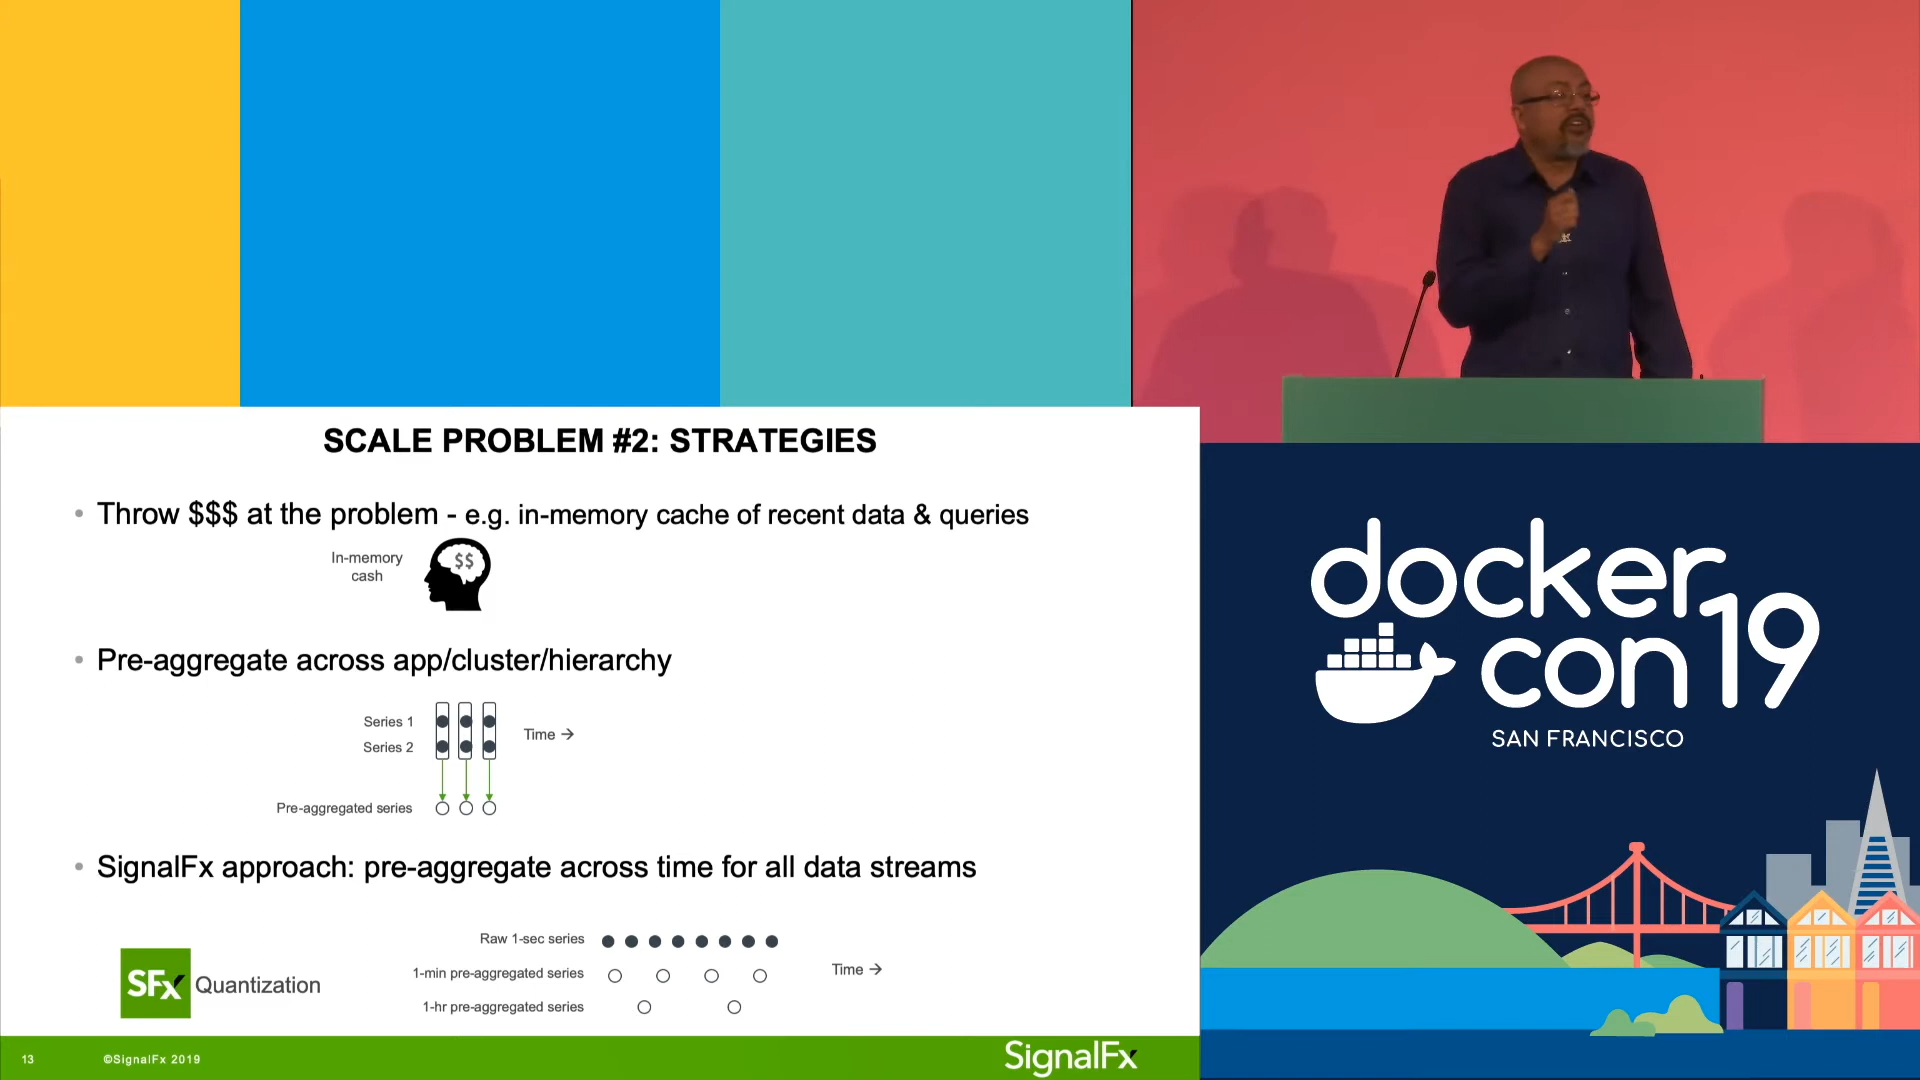 SCALE PROBLEM #2: STRATEGIES
• Throw $$$ at the problem - e.g. in-memory cache of recent data & queries
In-memory
cash
$$
• Pre-aggregate across app/cluster/hierarchy
Series 1
Series 2
Time →
Pre-aggregated series
• SignalFx approach: pre-aggregate across time for all data streams
Raw 1-sec series
1-min pre-aggregated series
1-hr pre-aggregated series
Time →
SFx Quantization
13
©SignalFx 2019
SignalFx
docker
con19
SAN FRANCISCO